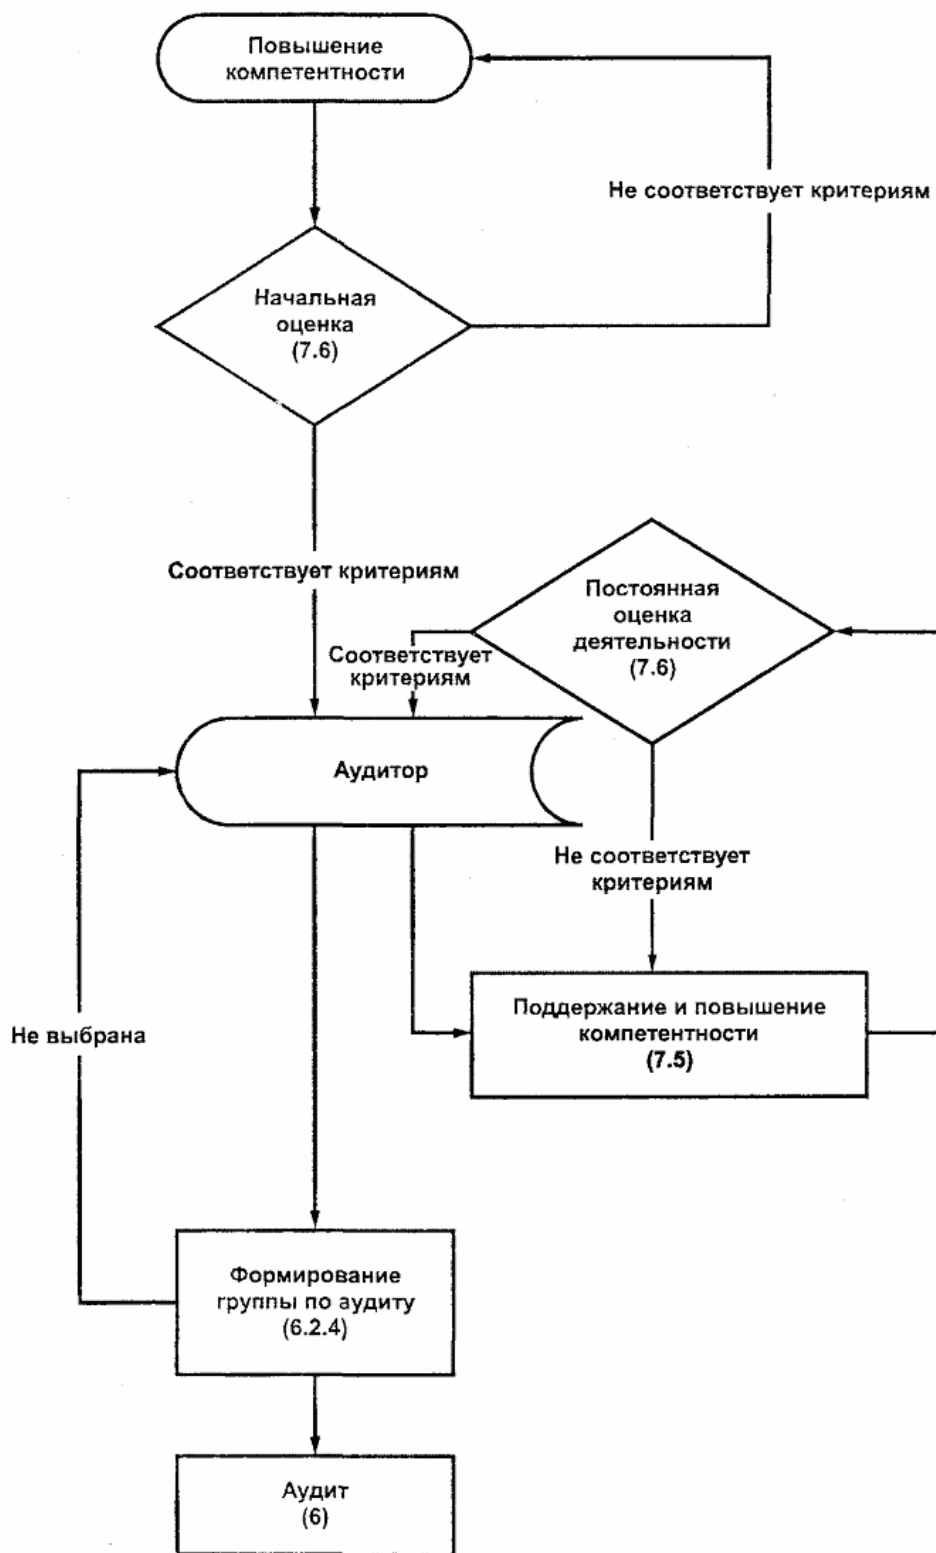 Повышение
компетентности
Не соответствует критериям
Начальная
оценка
(7.6)
Соответствует критериям
Постоянная
оценка
деятельности
(7.6)
Соответствует
критериям
Аудитор
Не соответствует
критериям
Поддержание и повышение
компетентности
(7.5)
Не выбрана
Формирование
группы по аудиту
(6.2.4)
Аудит
(6)